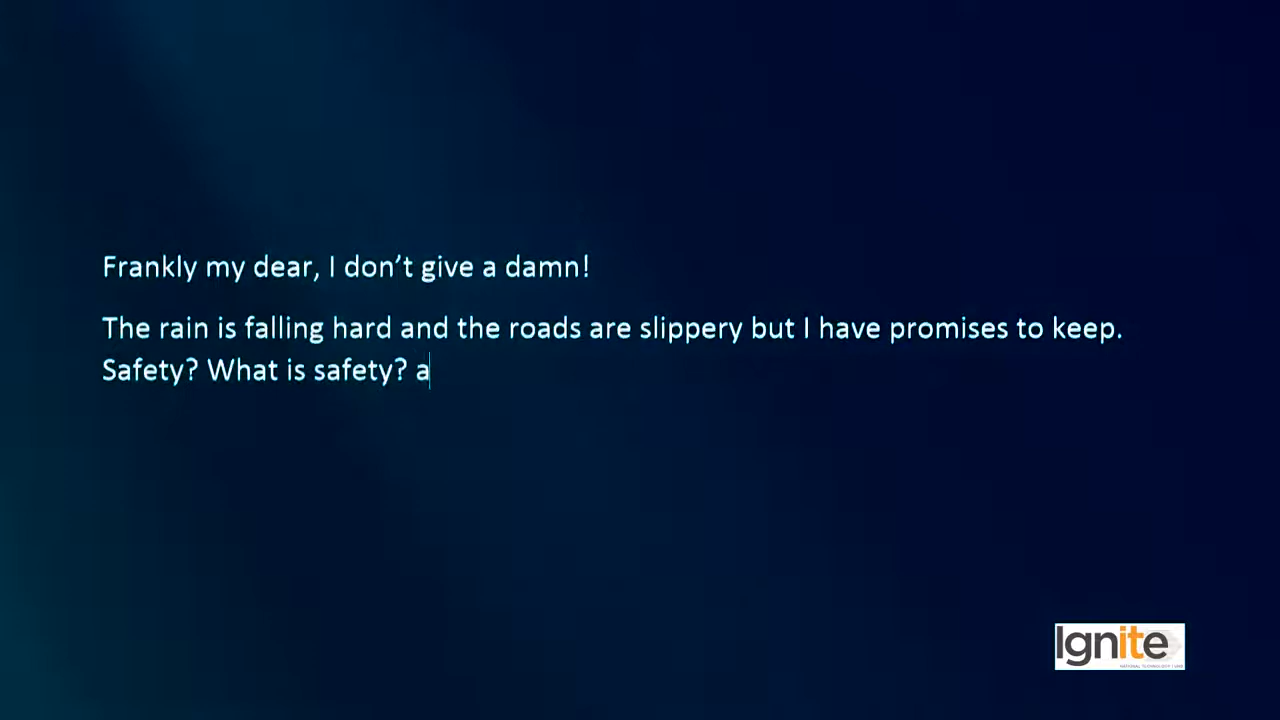 Frankly my dear, I don’t give a damn!
The rain is falling hard and the roads are slippery but I have promises to keep.
Safety? What is safety? a
Ignite